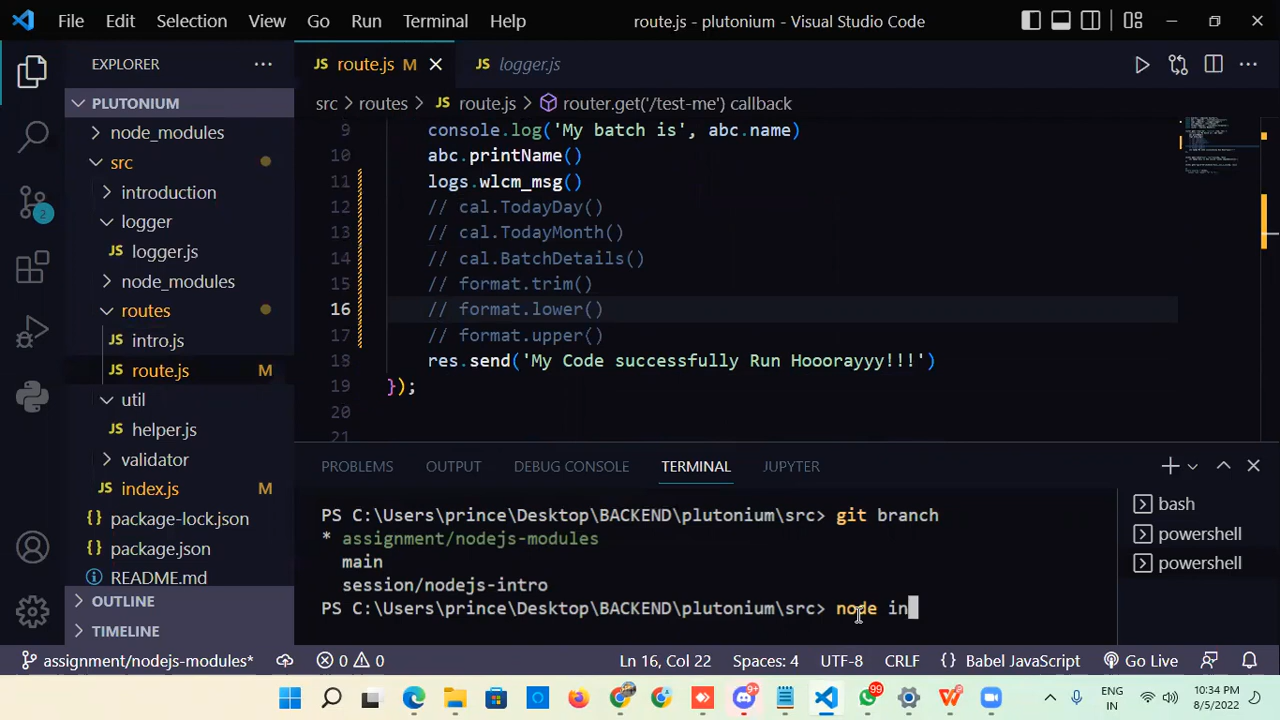 File Edit Selection View Go Run Terminal Help route.js - plutonium - Visual Studio Code
EXPLORER
PLUTONIUM
node_modules
src
introduction
logger
JS logger.js
node_modules
routes
JS intro.js
JS route.js M
util
JS helper.js
validator
JS index.js M
{} package-lock.json
{} package.json
README.md
OUTLINE
TIMELINE
2
JS route.js M JS logger.js
src > routes > JS route.js > router.get('/test-me') callback
9 console.log('My batch is', abc.name)
10 abc.printName()
11 logs.wlcm_msg()
12 // cal.TodayDay()
13 // cal.TodayMonth()
14 // cal.BatchDetails()
15 // format.trim()
16 // format.lower()
17 // format.upper()
18 res.send('My Code successfully Run Hooorayyy!!!')
19 });
20
21
PROBLEMS OUTPUT DEBUG CONSOLE TERMINAL JUPYTER
PS C:\Users\prince\Desktop\BACKEND\plutonium\src> git branch
* assignment/nodejs-modules
main
session/nodejs-intro
PS C:\Users\prince\Desktop\BACKEND\plutonium\src> node in
bash
powershell
powershell
assignment/nodejs-modules* 0 0 Ln 16, Col 22 Spaces: 4 UTF-8 CRLF {} Babel JavaScript Go Live
9+ 99 ENG IN 10:34 PM 8/5/2022